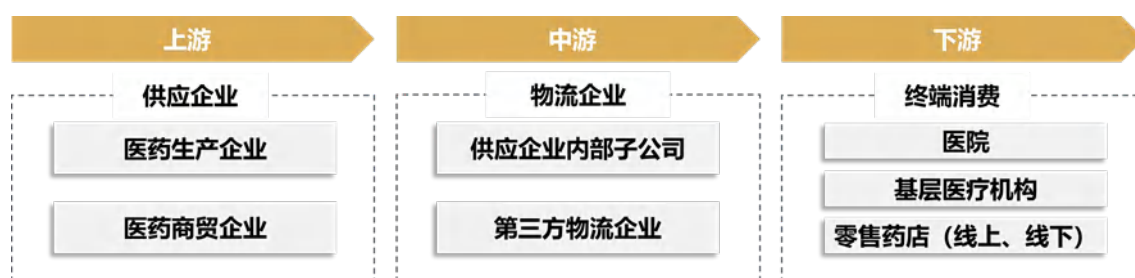 上游
中游
下游
供应企业
物流企业
终端消费
医药生产企业
供应企业内部子公司
医院
基层医疗机构
医药商贸企业
第三方物流企业
零售药店（线上、线下）